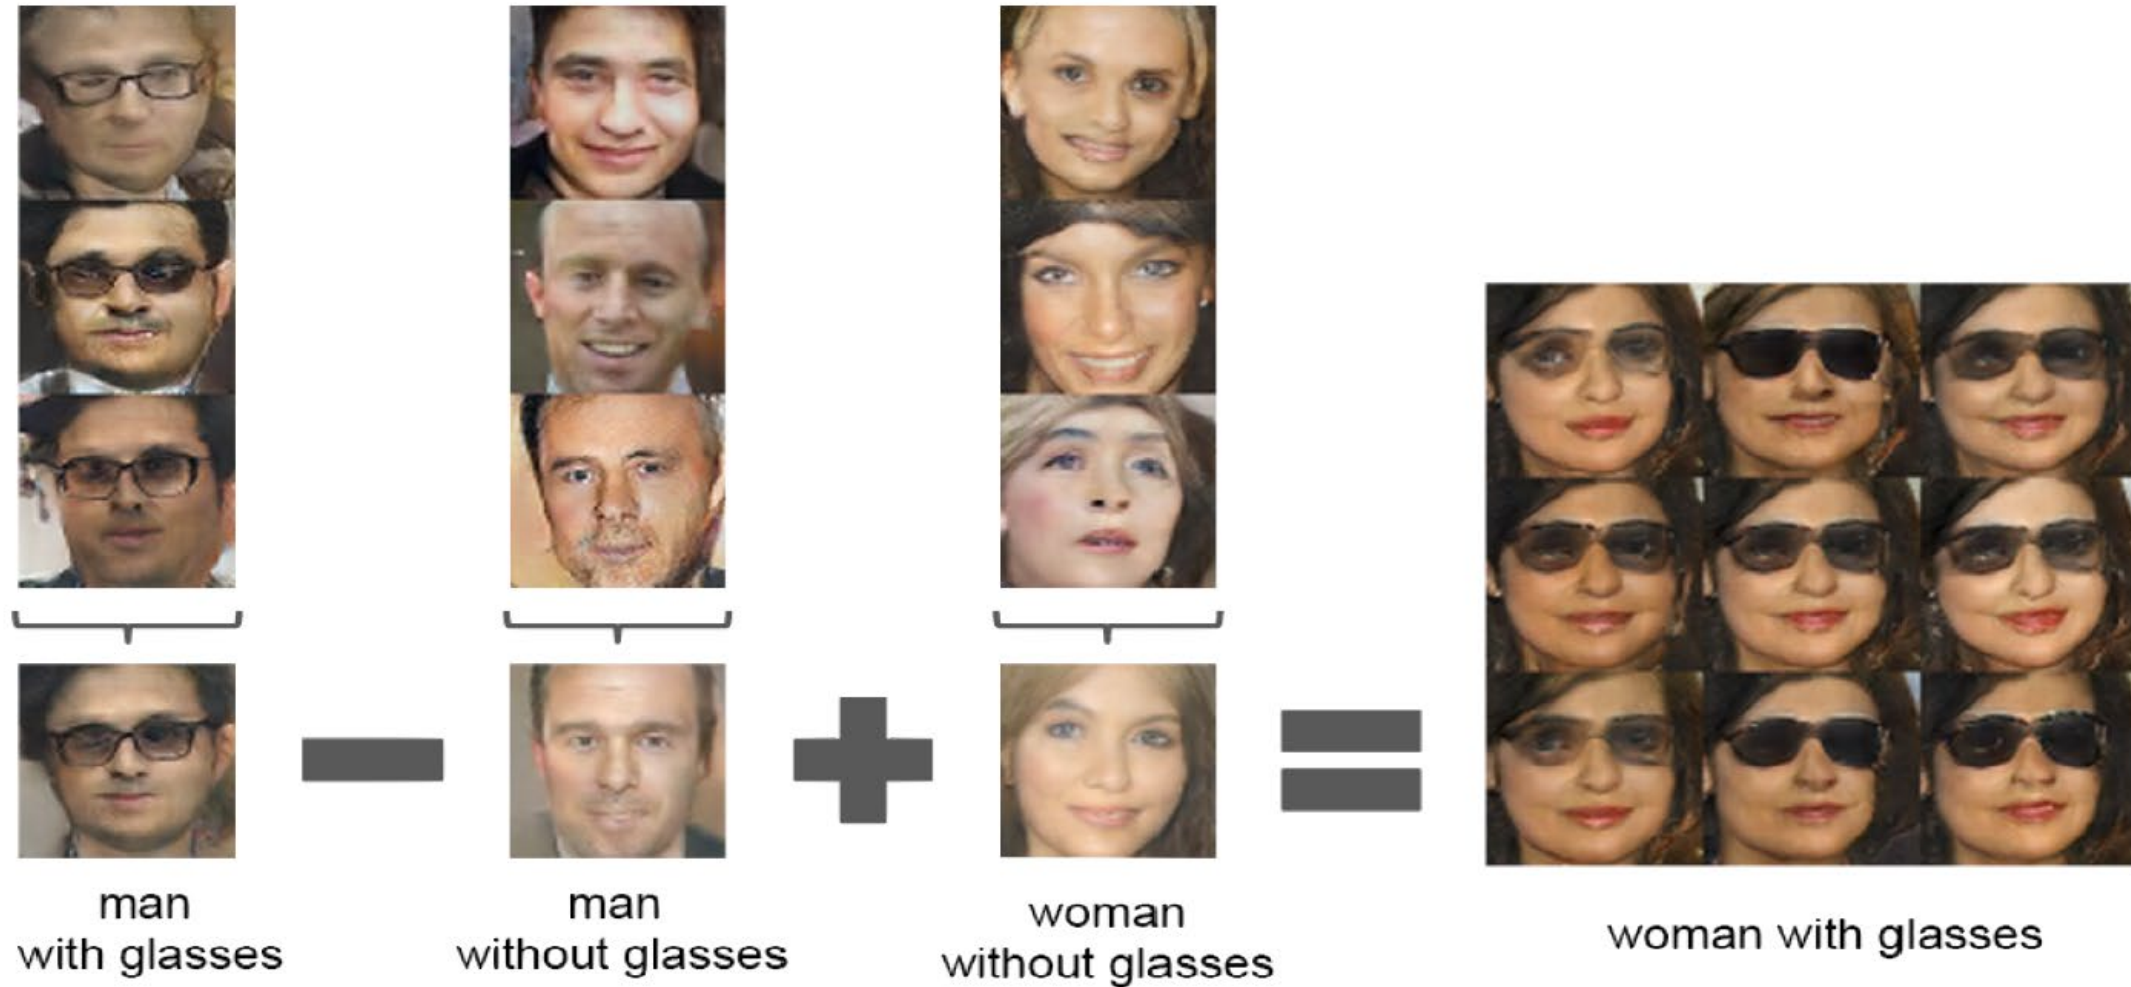 man
with glasses
man
without glasses
woman
without glasses
woman with glasses